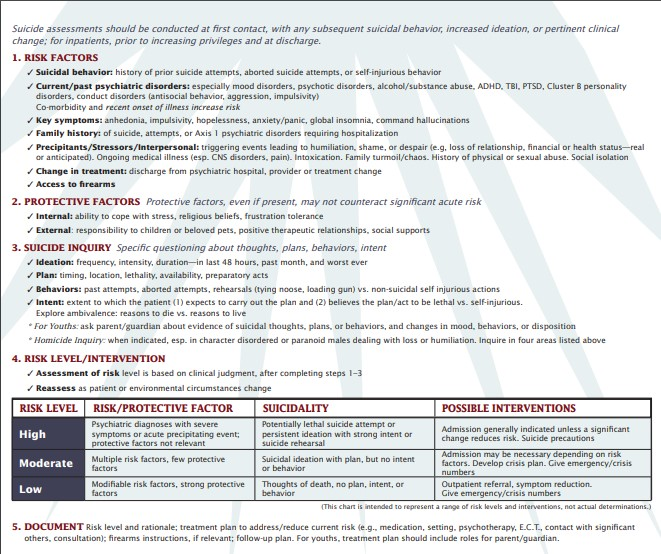 Suicide assessments should be conducted at first contact, with any subsequent suicidal behavior, increased ideation, or pertinent clinical
change; for inpatients, prior to increasing privileges and at discharge.
1. RISK FACTORS
✓ Suicidal behavior: history of prior suicide attempts, aborted suicide attempts, or self-injurious behavior
✓ Current/past psychiatric disorders: especially mood disorders, psychotic disorders, alcohol/substance abuse, ADHD, TBI, PTSD, Cluster B personality
disorders, conduct disorders (antisocial behavior, aggression, impulsivity)
Co-morbidity and recent onset of illness increase risk
✓ Key symptoms: anhedonia, impulsivity, hopelessness, anxiety/panic, global insomnia, command hallucinations
✓ Family history: of suicide, attempts, or Axis 1 psychiatric disorders requiring hospitalization
✓ Precipitants/Stressors/Interpersonal: triggering events leading to humiliation, shame, or despair (e.g, loss of relationship, financial or health status—real
or anticipated). Ongoing medical illness (esp. CNS disorders, pain). Intoxication. Family turmoil/chaos. History of physical or sexual abuse. Social isolation
✓ Change in treatment: discharge from psychiatric hospital, provider or treatment change
✓ Access to firearms
2. PROTECTIVE FACTORS Protective factors, even if present, may not counteract significant acute risk
✓ Internal: ability to cope with stress, religious beliefs, frustration tolerance
✓ External: responsibility to children or beloved pets, positive therapeutic relationships, social supports
3. SUICIDE INQUIRY Specific questioning about thoughts, plans, behaviors, intent
✓ Ideation: frequency, intensity, duration—in last 48 hours, past month, and worst ever
✓ Plan: timing, location, lethality, availability, preparatory acts
✓ Behaviors: past attempts, aborted attempts, rehearsals (tying noose, loading gun) vs. non-suicidal self injurious actions
✓ Intent: extent to which the patient (1) expects to carry out the plan and (2) believes the plan/act to be lethal vs. self-injurious.
Explore ambivalence: reasons to die vs. reasons to live
* For Youths: ask parent/guardian about evidence of suicidal thoughts, plans, or behaviors, and changes in mood, behaviors, or disposition
* Homicide Inquiry: when indicated, esp. in character disordered or paranoid males dealing with loss or humiliation. Inquire in four areas listed above
4. RISK LEVEL/INTERVENTION
✓ Assessment of risk level is based on clinical judgment, after completing steps 1–3
✓ Reassess as patient or environmental circumstances change
RISK LEVEL RISK/PROTECTIVE FACTOR SUICIDALITY POSSIBLE INTERVENTIONS
High
Psychiatric diagnoses with severe
symptoms or acute precipitating event;
protective factors not relevant
Potentially lethal suicide attempt or
persistent ideation with strong intent or
suicide rehearsal
Admission generally indicated unless a significant
change reduces risk. Suicide precautions
Moderate
Multiple risk factors, few protective
factors
Suicidal ideation with plan, but no intent
or behavior
Admission may be necessary depending on risk
factors. Develop crisis plan. Give emergency/crisis
numbers
Low
Modifiable risk factors, strong protective
factors
Thoughts of death, no plan, intent, or
behavior
Outpatient referral, symptom reduction.
Give emergency/crisis numbers
(This chart is intended to represent a range of risk levels and interventions, not actual determinations.)
5. DOCUMENT Risk level and rationale; treatment plan to address/reduce current risk (e.g., medication, setting, psychotherapy, E.C.T., contact with significant
others, consultation); firearms instructions, if relevant; follow-up plan. For youths, treatment plan should include roles for parent/guardian.